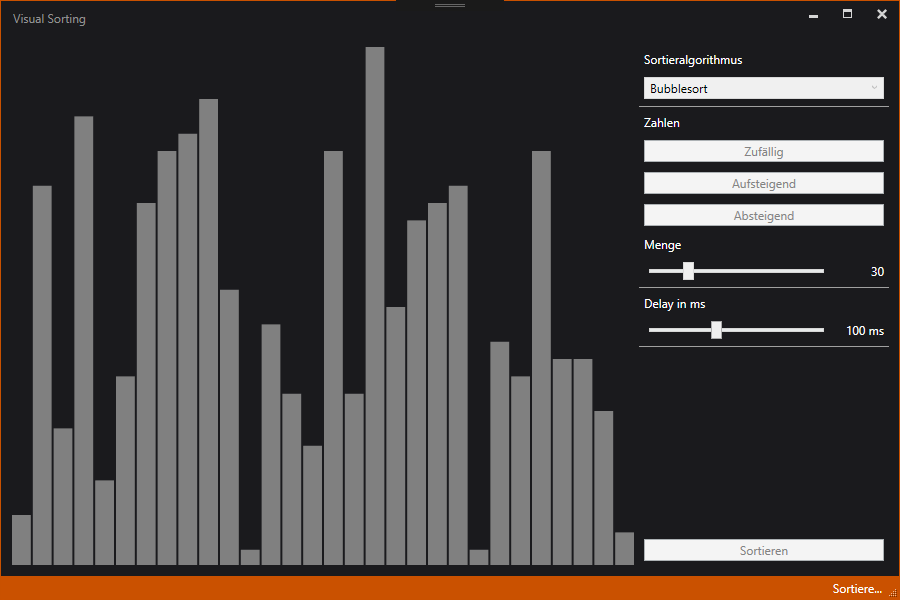 Visual Sorting
Sortieralgorithmus
Bubblesort
Zahlen
Zufällig
Aufsteigend
Absteigend
Menge
30
Delay in ms
100 ms
Sortieren
Sortiere...